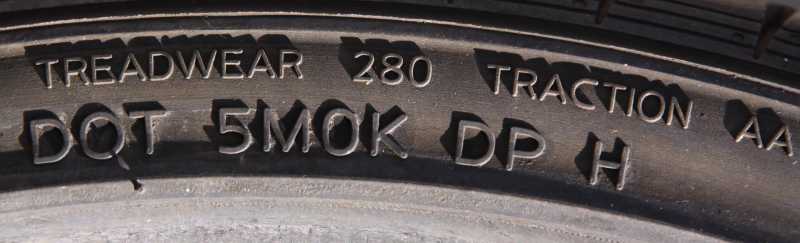 TREADWEAR 280 TRACTION AA
DOT 5M0K DP H